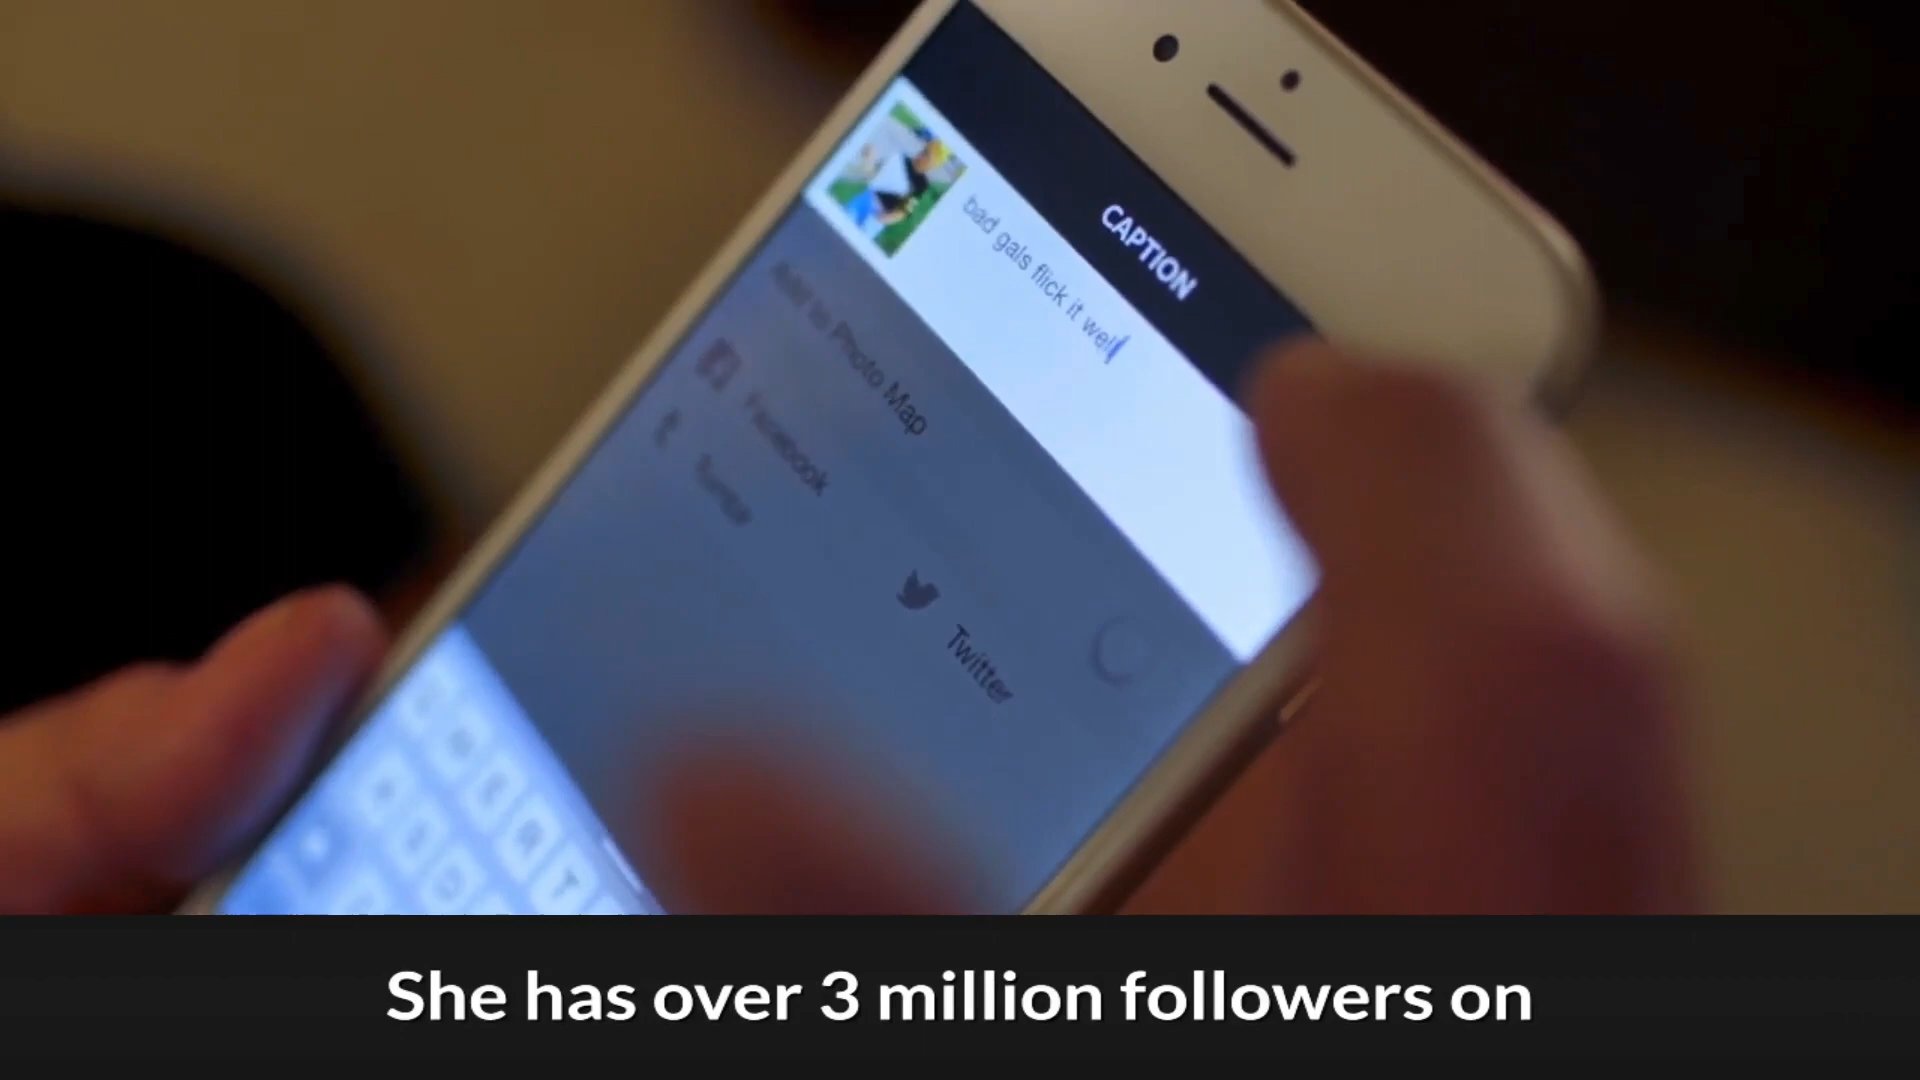 CAPTION
bad gals flick it well
Add to Photo Map
Facebook
Tumblr
Twitter
She has over 3 million followers on